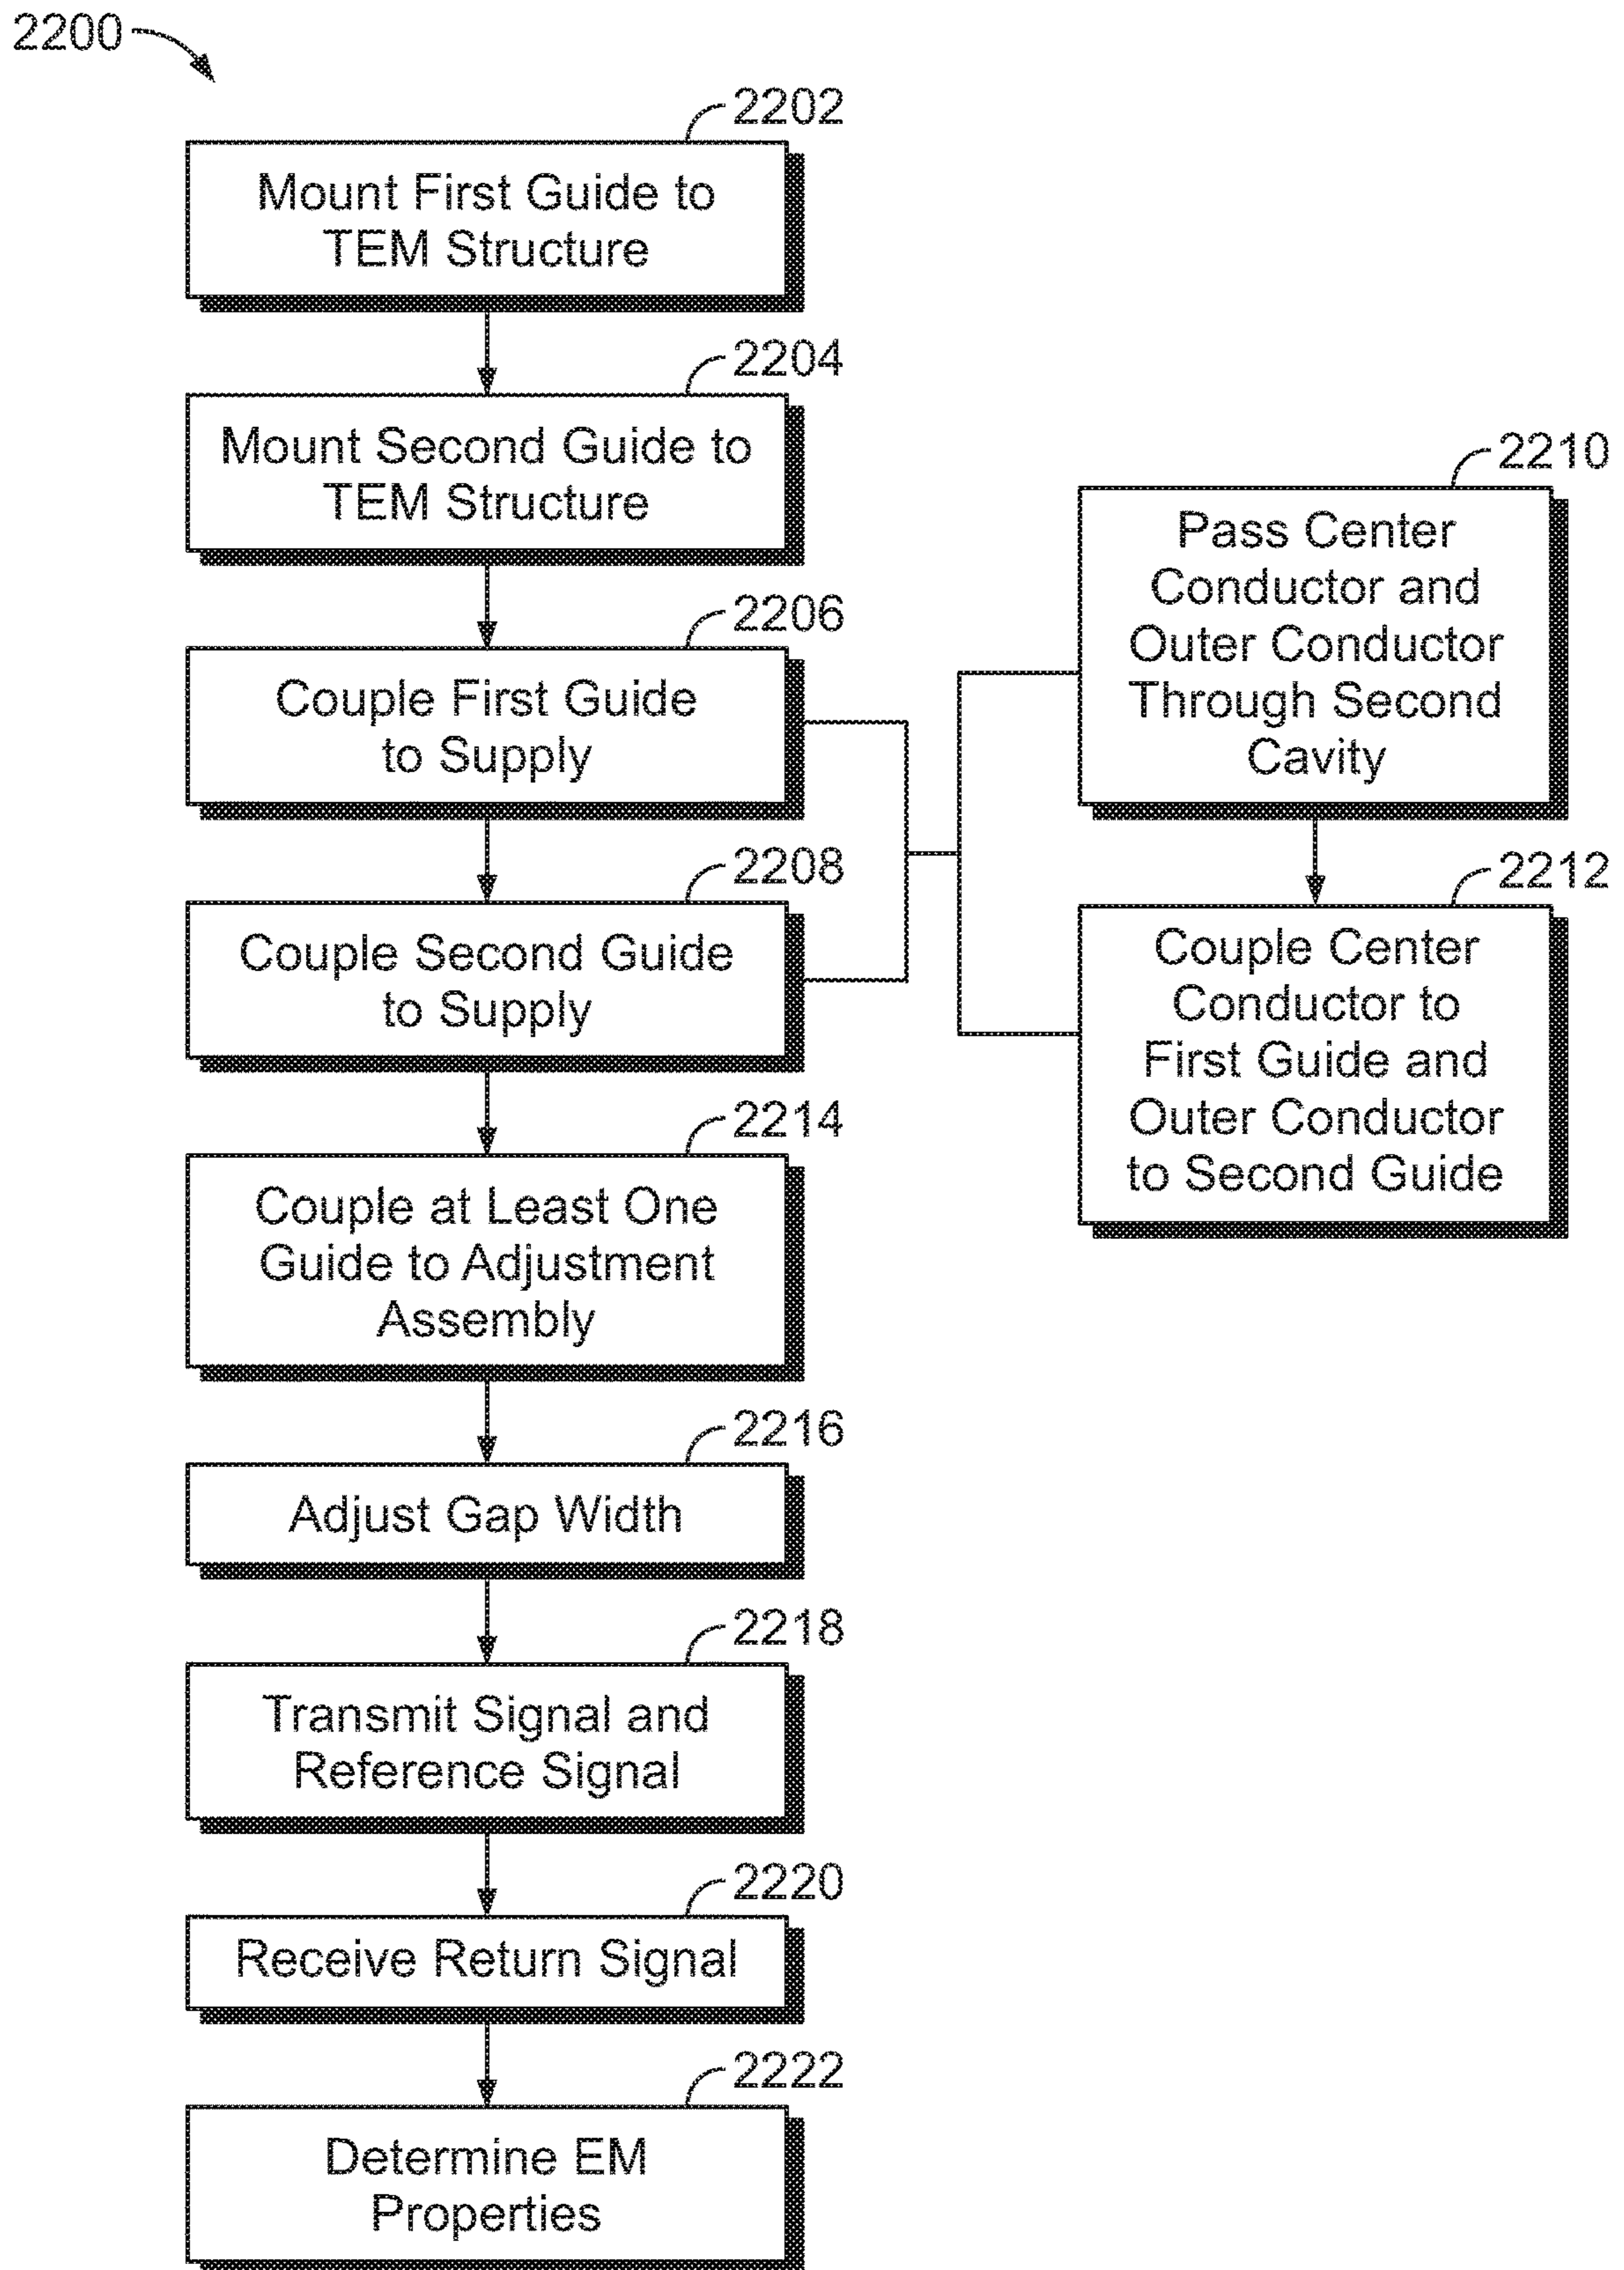 2200
2202
Mount First Guide to
TEM Structure
2204
Mount Second Guide to
TEM Structure
2206
Couple First Guide
to Supply
2208
Couple Second Guide
to Supply
2210
Pass Center
Conductor and
Outer Conductor
Through Second
Cavity
2212
Couple Center
Conductor to
First Guide and
Outer Conductor
to Second Guide
2214
Couple at Least One
Guide to Adjustment
Assembly
2216
Adjust Gap Width
2218
Transmit Signal and
Reference Signal
2220
Receive Return Signal
2222
Determine EM
Properties